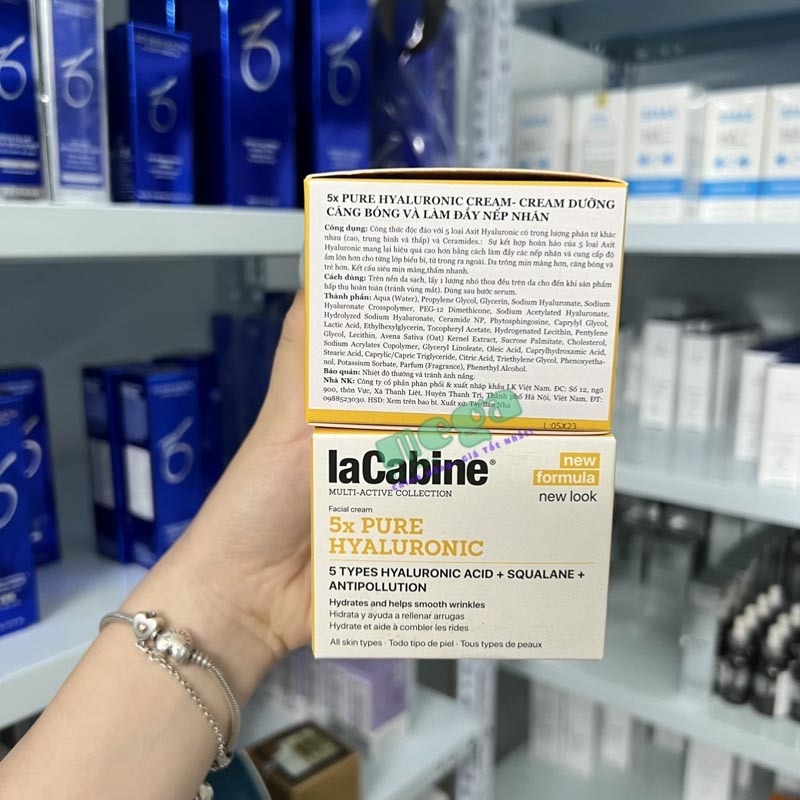 5x PURE HYALURONIC CREAM- CREAM DƯỠNG
CĂNG BÓNG VÀ LÀM ĐẦY NẾP NHĂN
Công dụng: Công thức độc đáo với 5 loại Axit Hyaluronic có trọng lượng phân tử khác
nhau (cao, trung bình và thấp) và Ceramides.: Sự kết hợp hoàn hảo của 5 loại Axit
Hyaluronic mang lại hiệu quả cao hơn bằng cách làm đầy các nếp nhăn và cung cấp độ
ẩm lớn hơn cho từng lớp biểu bì, từ trong ra ngoài. Da trông mịn màng hơn, căng bóng và
trẻ hơn. Kết cấu siêu mịn màng,thấm nhanh.
Cách dùng: Trên nền da sạch, lấy 1 lượng nhỏ thoa đều trên da cho đến khi sản phẩm
hấp thu hoàn toàn (tránh vùng mắt). Dùng sau bước serum.
Thành phần: Aqua (Water), Propylene Glycol, Glycerin, Sodium Hyaluronate, Sodium
Hyaluronate Crosspolymer, PEG-12 Dimethicone, Sodium Acetylated Hyaluronate,
Hydrolyzed Sodium Hyaluronate, Ceramide NP, Phytosphingosine, Caprylyl Glycol,
Lactic Acid, Ethylhexylglycerin, Tocopheryl Acetate, Hydrogenated Lecithin, Pentylene
Glycol, Lecithin, Avena Sativa (Oat) Kernel Extract, Sucrose Palmitate, Cholesterol,
Sodium Acrylates Copolymer, Glyceryl Linoleate, Oleic Acid, Caprylhydroxamic Acid,
Stearic Acid, Caprylic/Capric Triglyceride, Citric Acid, Triethylene Glycol, Phenoxyetha-
nol, Potassium Sorbate, Parfum (Fragrance), Phenethyl Alcohol.
Bảo quản: Nhiệt độ thường và tránh ánh nắng.
Nhà NK: Công ty cổ phần phân phối & xuất nhập khẩu LK Việt Nam. ĐC: Số 12, ngõ
900, thôn Vực, Xã Thanh Liệt, Huyện Thanh Trì, Thành phố Hà Nội, Việt Nam. ĐT:
0988523030. HSD: Xem trên bao bì. Xuất xứ: Tây Ban Nha
L:05X23
mega
GIÁ TỐT NHẤT
laCabine®
MULTI-ACTIVE COLLECTION
new
formula
new look
Facial cream
5x PURE
HYALURONIC
5 TYPES HYALURONIC ACID + SQUALANE +
ANTIPOLLUTION
Hydrates and helps smooth wrinkles
Hidrata y ayuda a rellenar arrugas
Hydrate et aide à combler les rides
All skin types · Todo tipo de piel · Tous types de peaux